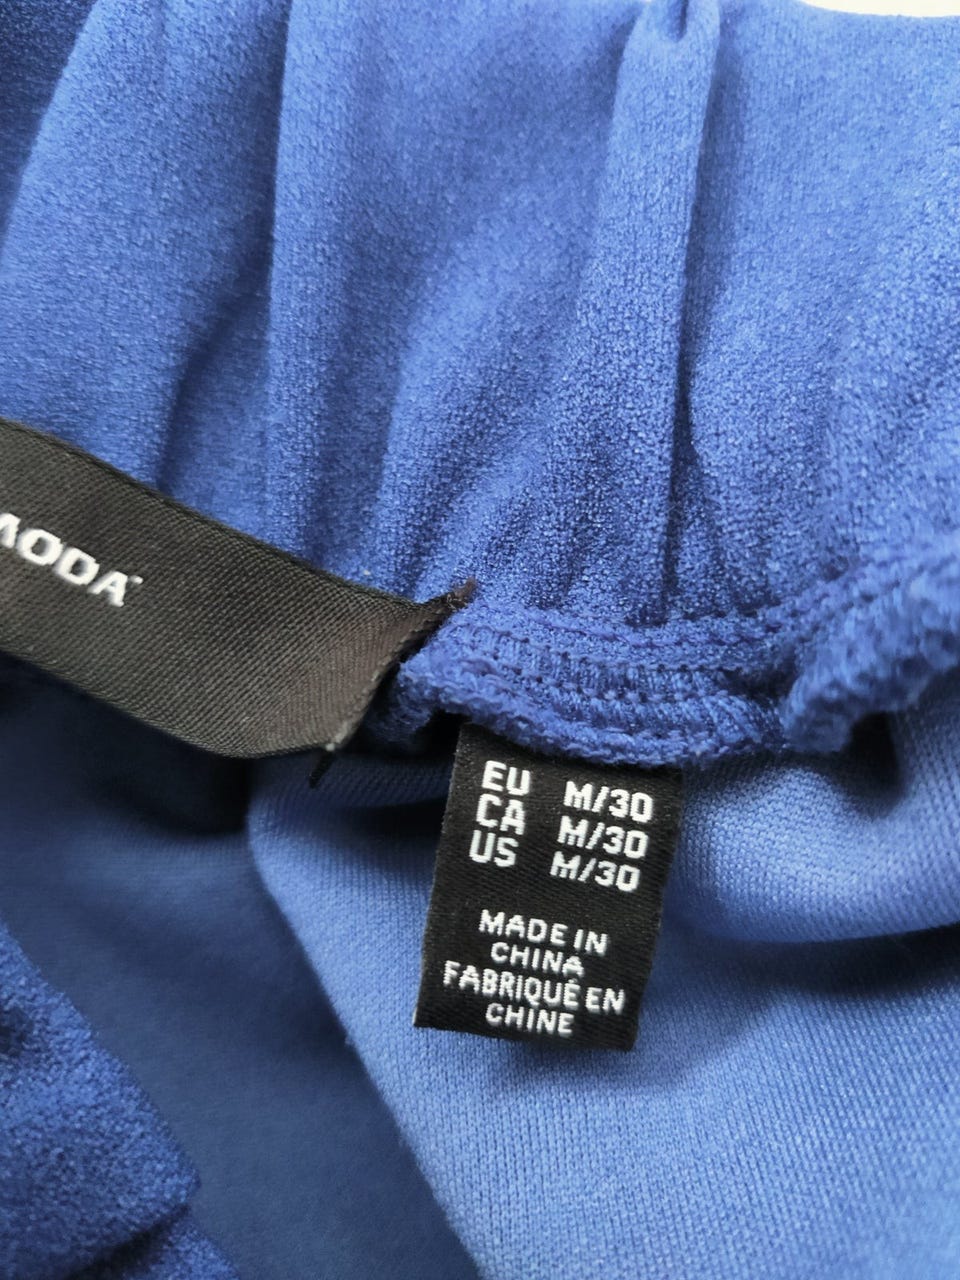 MODA
EU M/30
CA M/30
US M/30
MADE IN
CHINA
FABRIQUÉ EN
CHINE